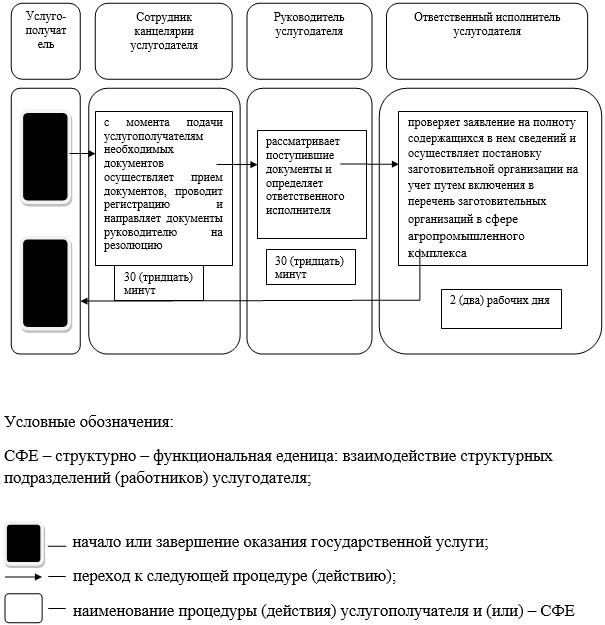 Услуго-
получат
ель
Сотрудник
канцелярии
услугодателя
Руководитель
услугодателя
Ответственный исполнитель
услугодателя
с момента подачи
услугополучателям
необходимых
документов
осуществляет прием
документов, проводит
регистрацию и
направляет документы
руководителю на
резолюцию
30 (тридцать)
минут
рассматривает
поступившие
документы и
определяет
ответственного
исполнителя
30 (тридцать)
минут
проверяет заявление на полноту
содержащихся в нем сведений и
осуществляет постановку
заготовительной организации на
учет путем включения в
перечень заготовительных
организаций в сфере
агропромышленного
комплекса
2 (два) рабочих дня
Условные обозначения:
СФЕ – структурно – функциональная еденица: взаимодействие структурных
подразделений (работников) услугодателя;
начало или завершение оказания государственной услуги;
переход к следующей процедуре (действию);
наименование процедуры (действия) услугополучателя и (или) – СФЕ